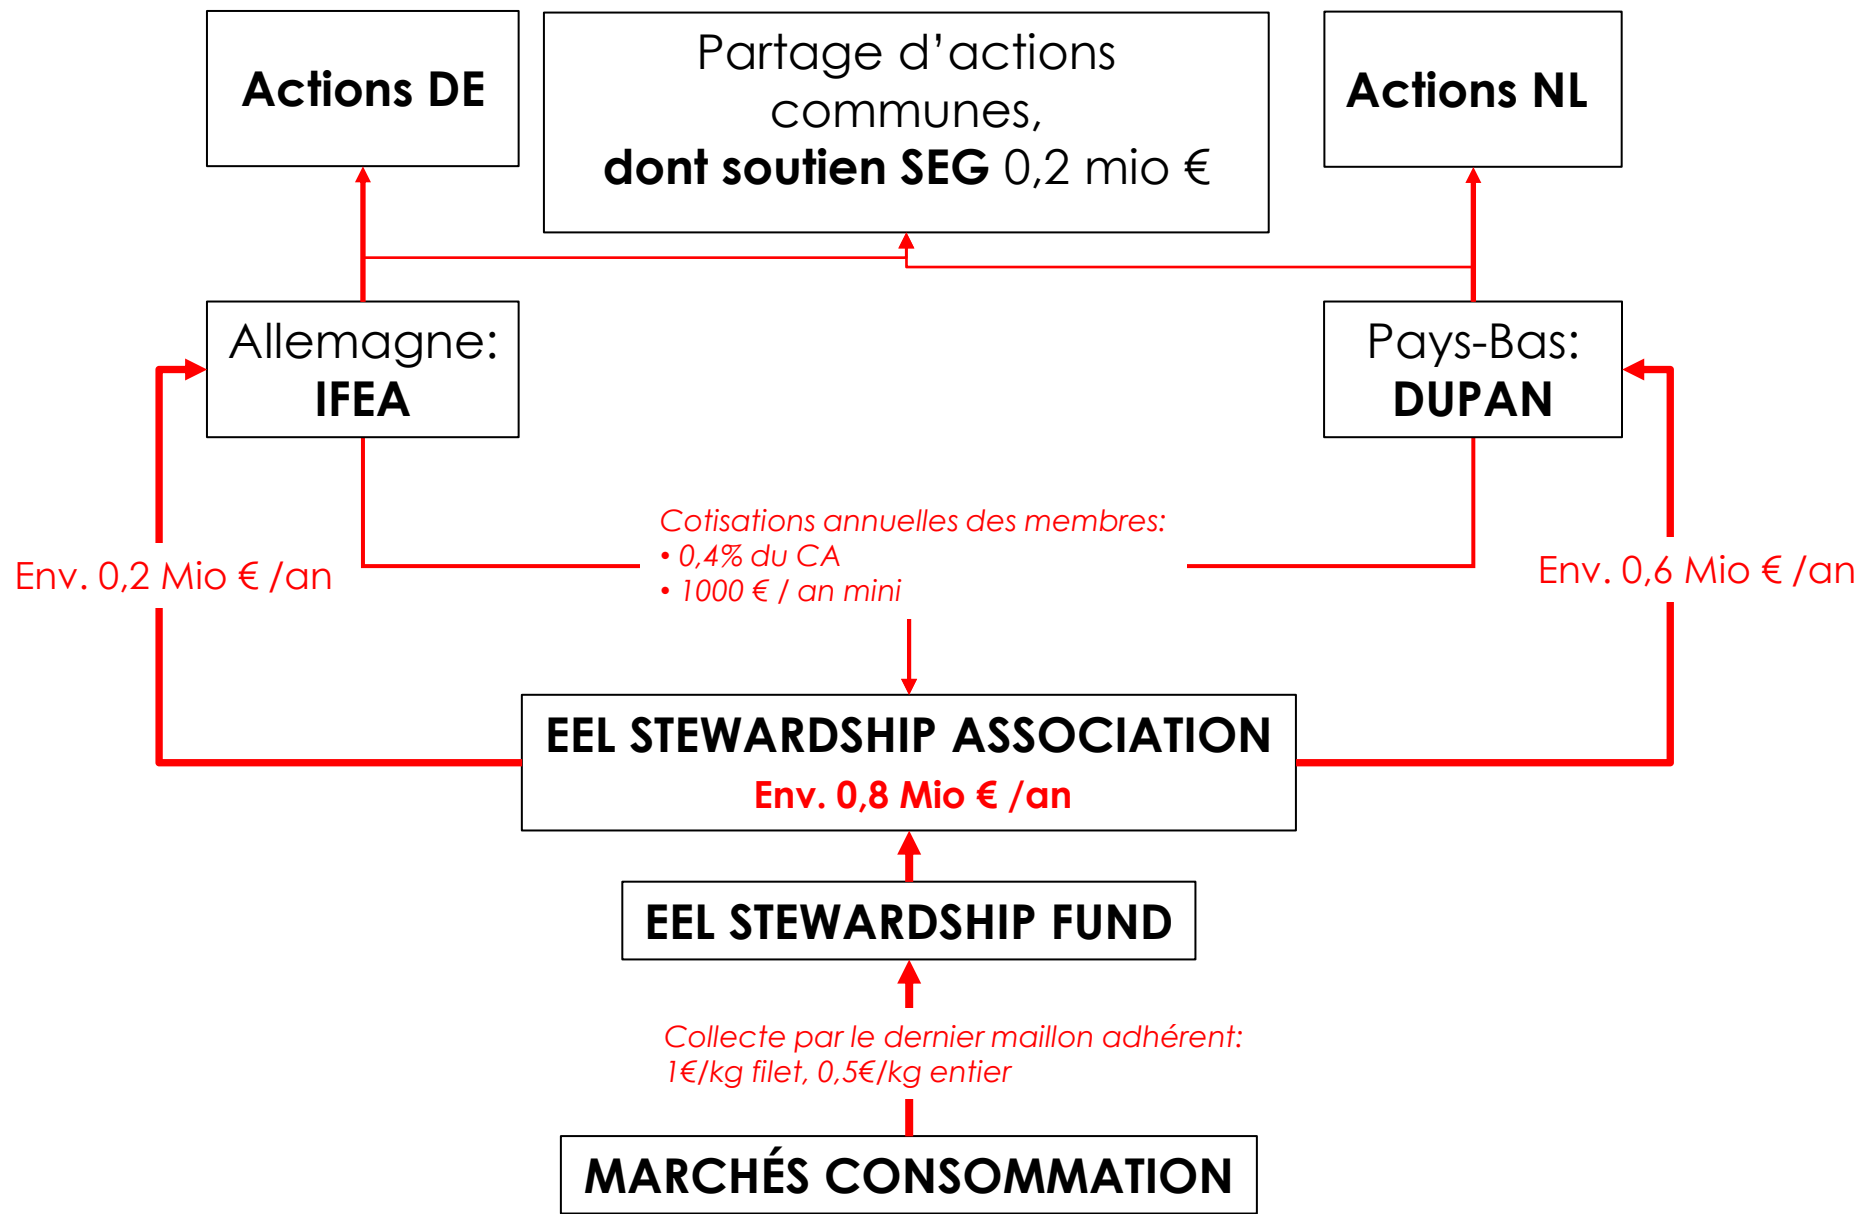 Actions DE
Partage d’actions
communes,
dont soutien SEG 0,2 mio €
Actions NL
Allemagne:
IFEA
Pays-Bas:
DUPAN
Cotisations annuelles des membres:
• 0,4% du CA
• 1000 € / an mini
Env. 0,2 Mio € /an
Env. 0,6 Mio € /an
EEL STEWARDSHIP ASSOCIATION
Env. 0,8 Mio € /an
EEL STEWARDSHIP FUND
Collecte par le dernier maillon adhérent:
1€/kg filet, 0,5€/kg entier
MARCHÉS CONSOMMATION